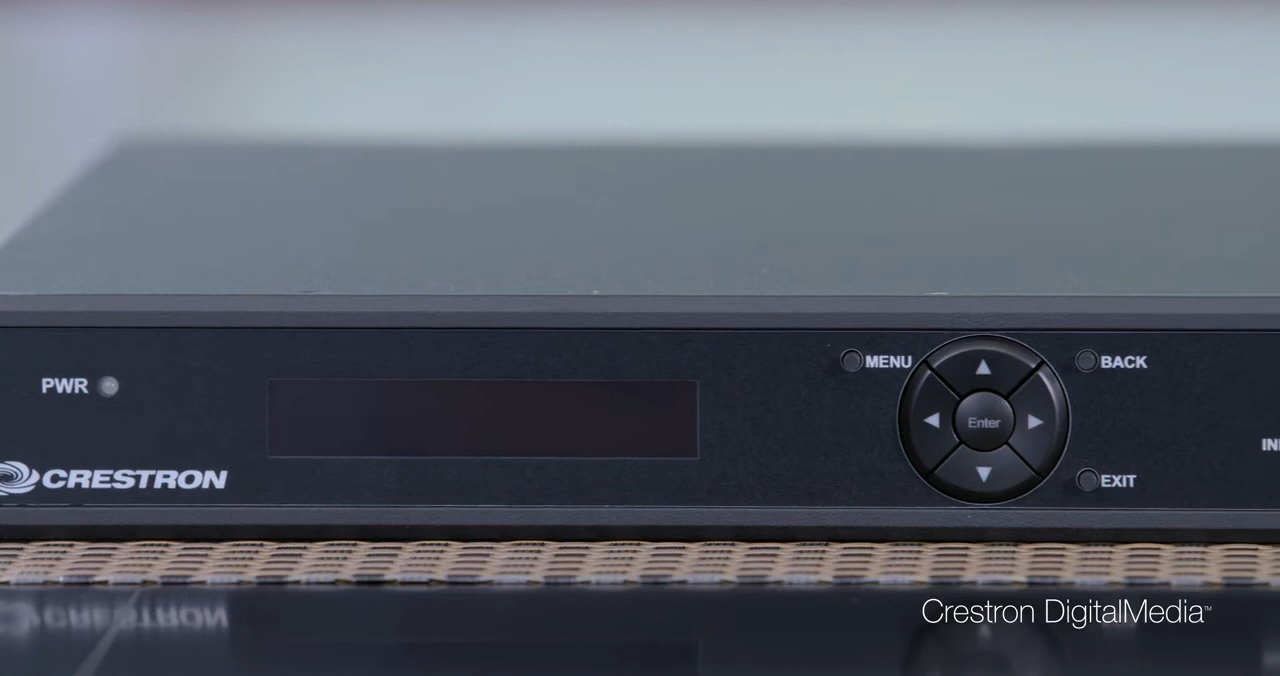 MENU
BACK
PWR
Enter
EXIT
CRESTRON
Crestron DigitalMedia™